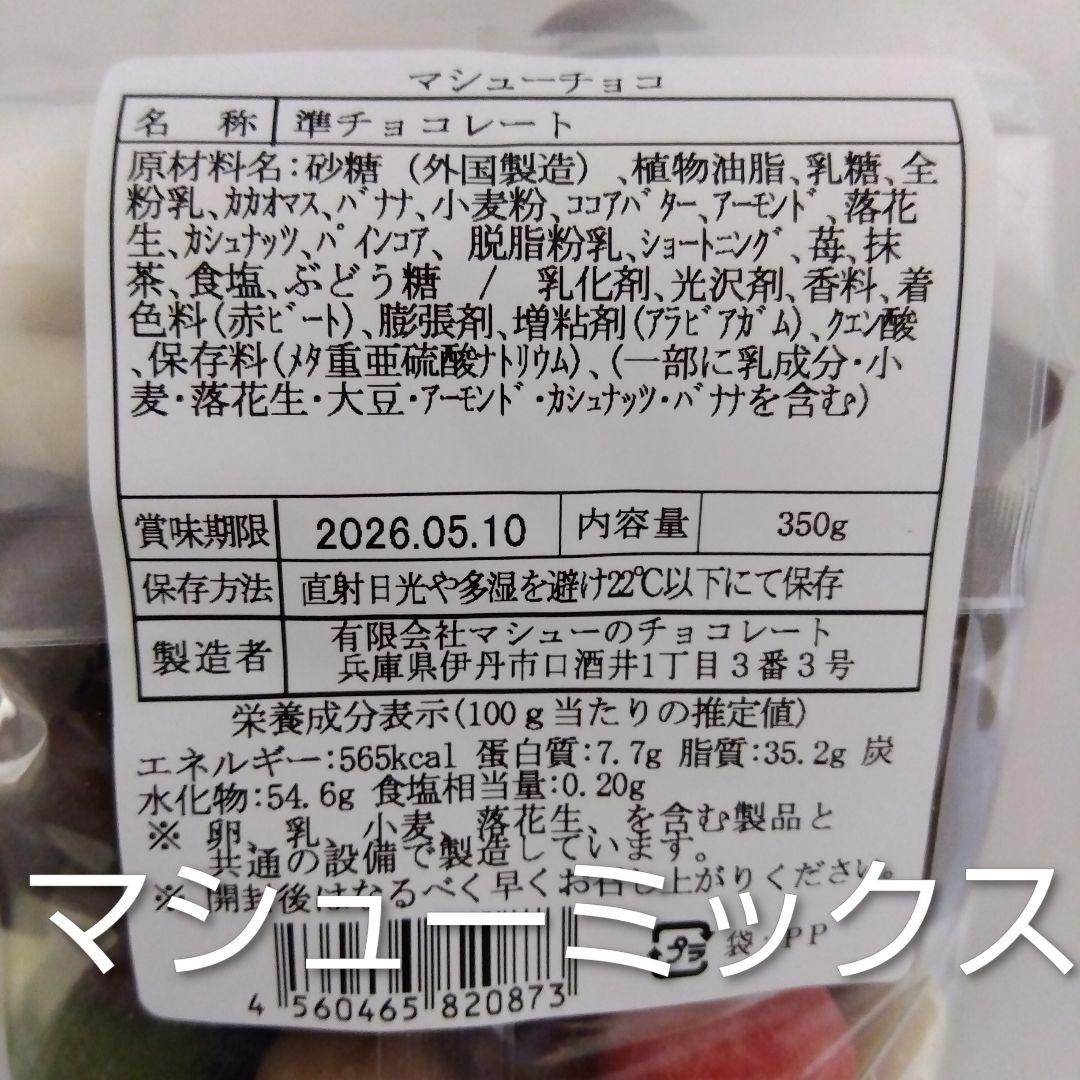 マシューチョコ
名 称 準チョコレート
原材料名：砂糖（外国製造）、植物油脂、乳糖、全
粉乳、ｶｶｵﾏｽ、ﾊﾞﾅﾅ、小麦粉、ｺｺｱﾊﾞﾀｰ、ｱｰﾓﾝﾄﾞ、落花
生、ｶｼｭﾅｯﾂ、ﾊﾟｲﾝｺｱ、脱脂粉乳、ｼｮｰﾄﾆﾝｸﾞ、苺、抹
茶、食塩、ぶどう糖 / 乳化剤、光沢剤、香料、着
色料(赤ﾋﾞｰﾄ)、膨張剤、増粘剤(ｱﾗﾋﾞｱｶﾞﾑ)、ｸｴﾝ酸
、保存料(ﾒﾀ重亜硫酸ﾅﾄﾘｳﾑ)、(一部に乳成分・小
麦・落花生・大豆・ｱｰﾓﾝﾄﾞ・ｶｼｭﾅｯﾂ・ﾊﾞﾅﾅを含む)
賞味期限 2026.05.10 内容量 350g
保存方法 直射日光や多湿を避け22℃以下にて保存
製造者 有限会社マシューのチョコレート
兵庫県伊丹市口酒井1丁目3番3号
栄養成分表示(100g当たりの推定値)
エネルギー:565kcal 蛋白質:7.7g 脂質:35.2g 炭
水化物:54.6g 食塩相当量:0.20g
※ 卵、乳、小麦、落花生、を含む製品と
共通の設備で製造しています。
※ 開封後はなるべく早くお召し上がりください。
マシューミックス
プラ 袋:PP
4 560465 820873